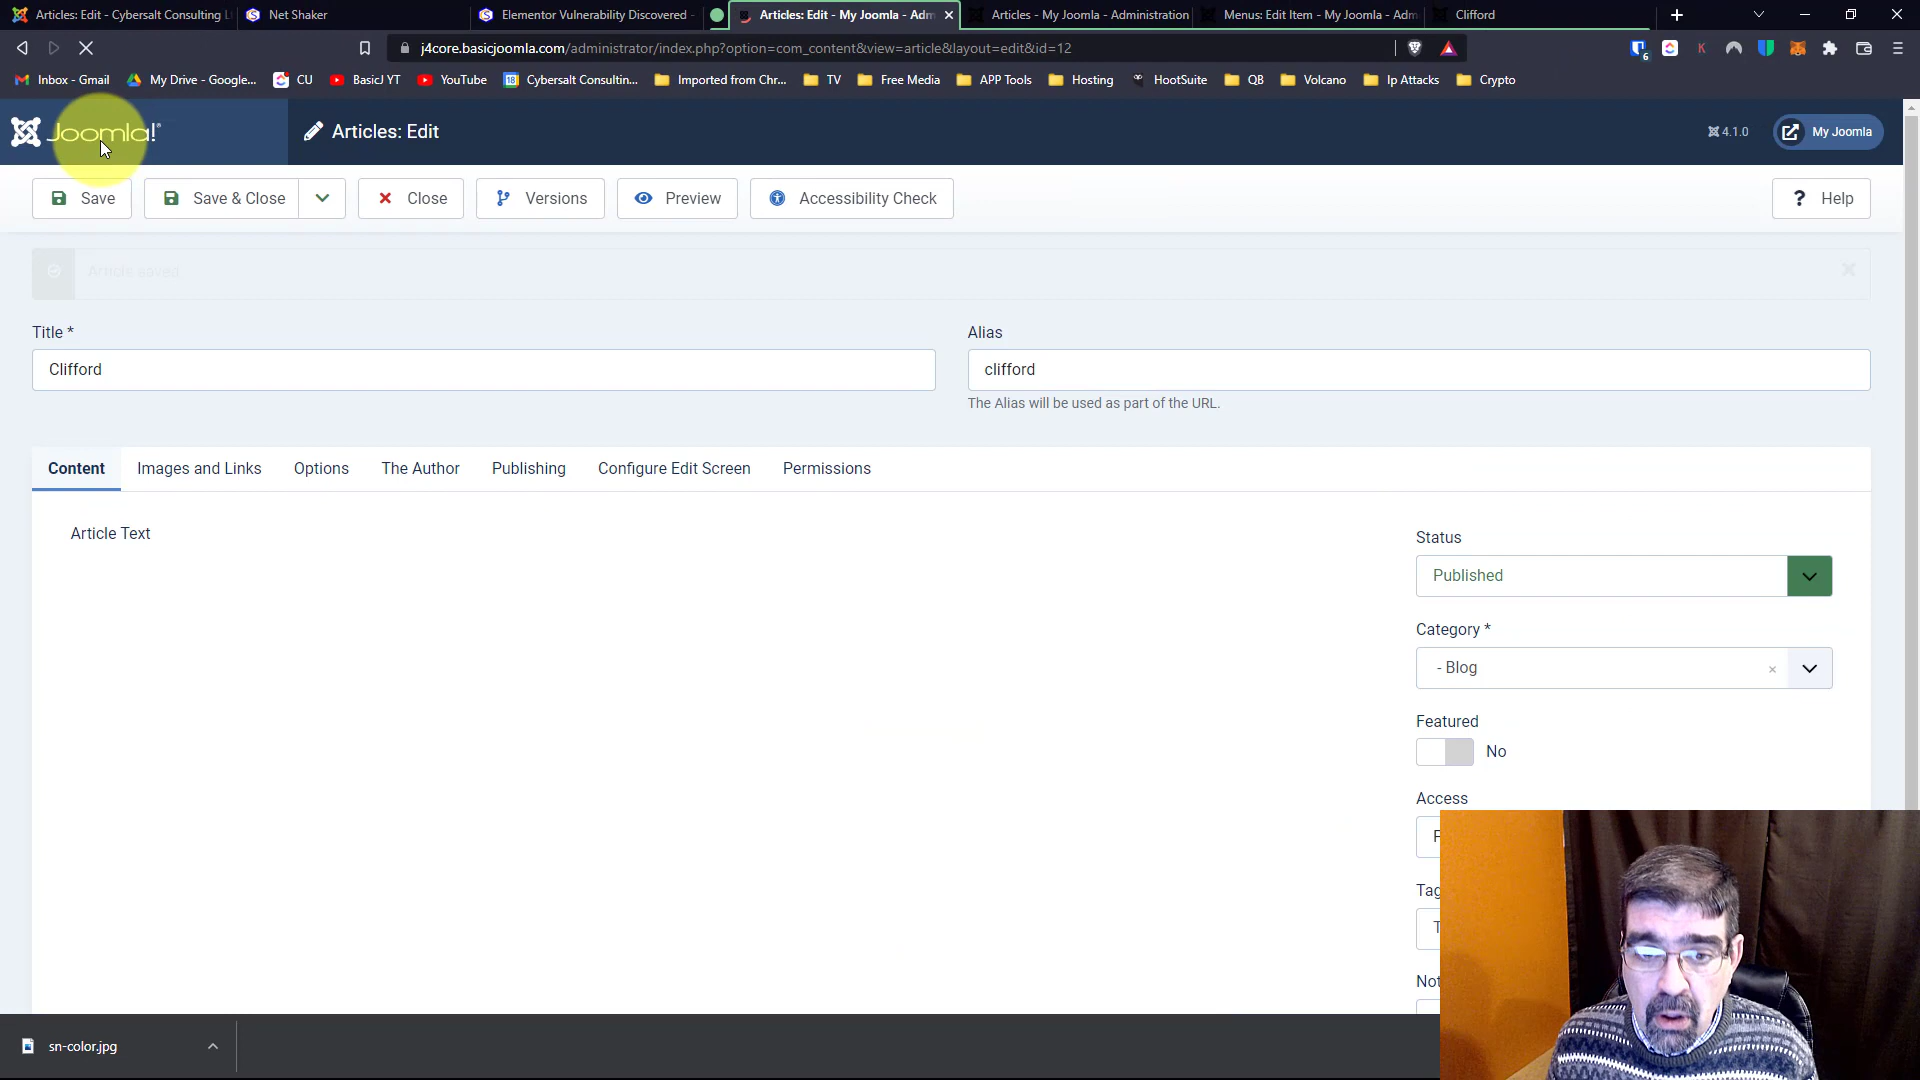 Articles: Edit - Cybersalt Consulting L
Net Shaker
Elementor Vulnerability Discovered -
Articles: Edit - My Joomla - Adm
Articles - My Joomla - Administration
Menus: Edit Item - My Joomla - Adm
Clifford
j4core.basicjoomla.com/administrator/index.php?option=com_content&view=article&layout=edit&id=12
6
Inbox - Gmail
My Drive - Google...
CU
BasicJ YT
YouTube
Cybersalt Consultin...
Imported from Chr...
TV
Free Media
APP Tools
Hosting
HootSuite
QB
Volcano
Ip Attacks
Crypto
Joomla!
Articles: Edit
4.1.0
My Joomla
Save
Save & Close
Close
Versions
Preview
Accessibility Check
? Help
Article saved
Title *
Alias
Clifford
clifford
The Alias will be used as part of the URL.
Content
Images and Links
Options
The Author
Publishing
Configure Edit Screen
Permissions
Article Text
Status
Published
Category *
- Blog
Featured
No
Access
sn-color.jpg